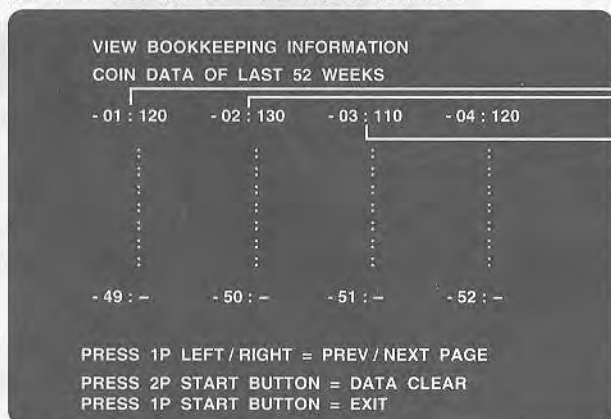 VIEW BOOKKEEPING INFORMATION
COIN DATA OF LAST 52 WEEKS
- 01 : 120 - 02 : 130 - 03 : 110 - 04 : 120
- 49 : – - 50 : – - 51 : – - 52 : –
PRESS 1P LEFT / RIGHT = PREV / NEXT PAGE
PRESS 2P START BUTTON = DATA CLEAR
PRESS 1P START BUTTON = EXIT